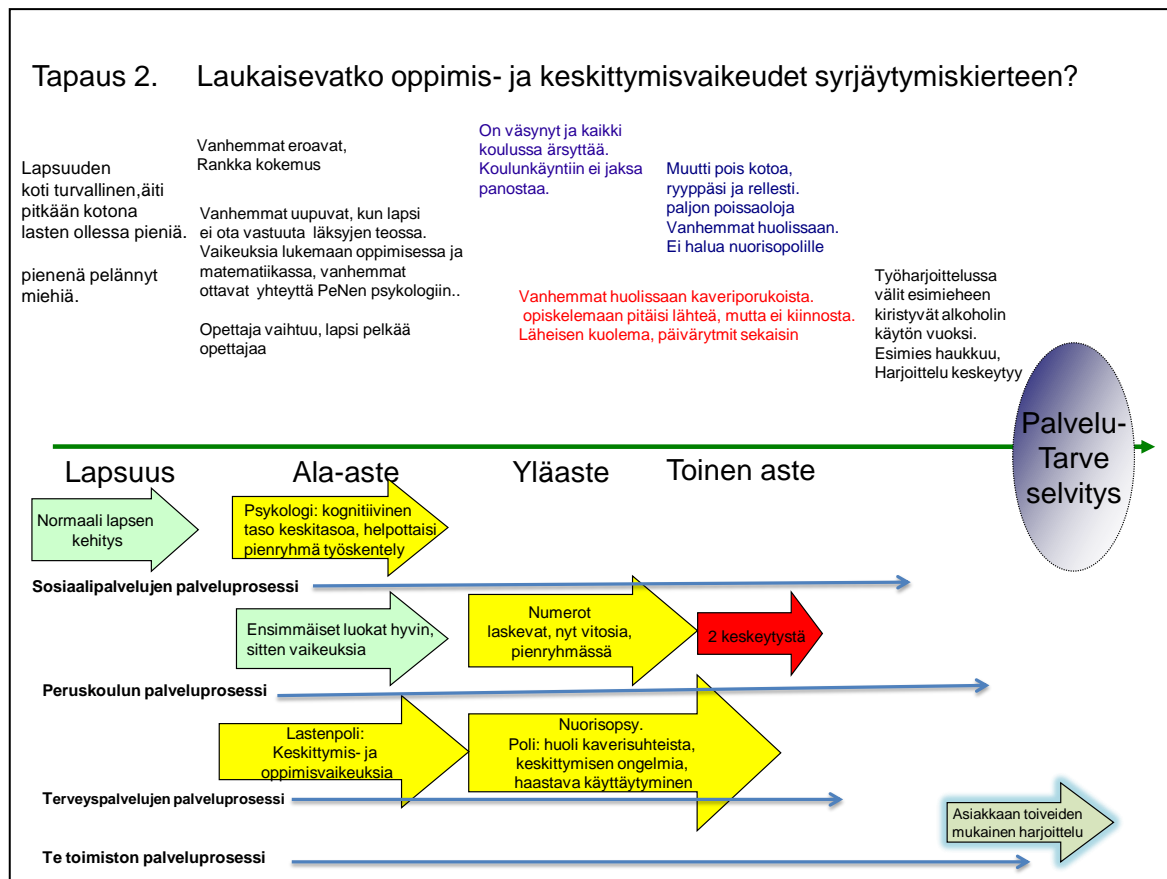 Tapaus 2. Laukaisevatko oppimis- ja keskittymisvaikeudet syrjäytymiskierteen?
Lapsuuden
koti turvallinen,äiti
pitkään kotona
lasten ollessa pieniä.
pienenä pelännyt
miehiä.
Vanhemmat eroavat,
Rankka kokemus
Vanhemmat uupuvat, kun lapsi
ei ota vastuuta läksyjen teossa.
Vaikeuksia lukemaan oppimisessa ja
matematiikassa, vanhemmat
ottavat yhteyttä PeNen psykologiin..
Opettaja vaihtuu, lapsi pelkää
opettajaa
On väsynyt ja kaikki
koulussa ärsyttää.
Koulunkäyntiin ei jaksa
panostaa.
Muutti pois kotoa,
ryyppäsi ja rellesti.
paljon poissaoloja
Vanhemmat huolissaan.
Ei halua nuorisopolille
Vanhemmat huolissaan kaveriporukoista.
opiskelemaan pitäisi lähteä, mutta ei kiinnosta.
Läheisen kuolema, päivärytmit sekaisin
Työharjoittelussa
välit esimieheen
kiristyvät alkoholin
käytön vuoksi.
Esimies haukkuu,
Harjoittelu keskeytyy
Palvelu-
Tarve
selvitys
Lapsuus
Ala-aste
Yläaste
Toinen aste
Normaali lapsen
kehitys
Psykologi: kognitiivinen
taso keskitasoa, helpottaisi
pienryhmä työskentely
Sosiaalipalvelujen palveluprosessi
Ensimmäiset luokat hyvin,
sitten vaikeuksia
Numerot
laskevat, nyt vitosia,
pienryhmässä
2 keskeytystä
Peruskoulun palveluprosessi
Lastenpoli:
Keskittymis- ja
oppimisvaikeuksia
Nuorisopsy.
Poli: huoli kaverisuhteista,
keskittymisen ongelmia,
haastava käyttäytyminen
Terveyspalvelujen palveluprosessi
Asiakkaan toiveiden
mukainen harjoittelu
Te toimiston palveluprosessi